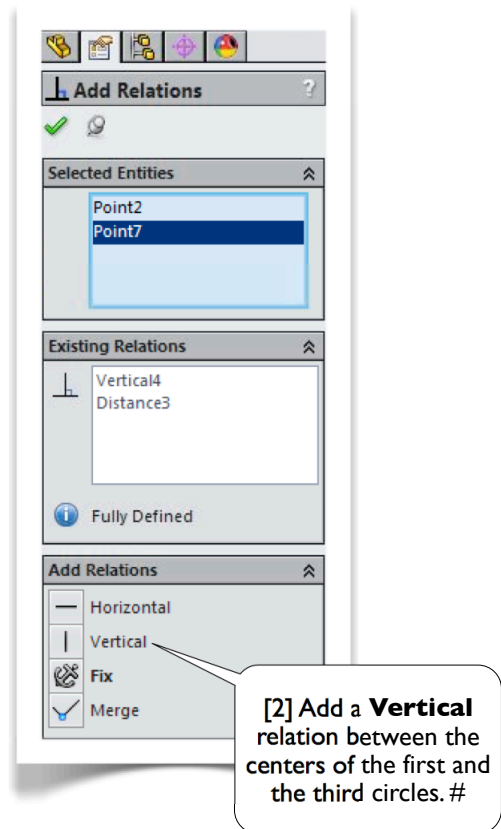 Add Relations ?
Selected Entities
Point2
Point7
Existing Relations
Vertical4
Distance3
Fully Defined
Add Relations
Horizontal
Vertical
Fix
Merge
[2] Add a Vertical
relation between the
centers of the first and
the third circles. #